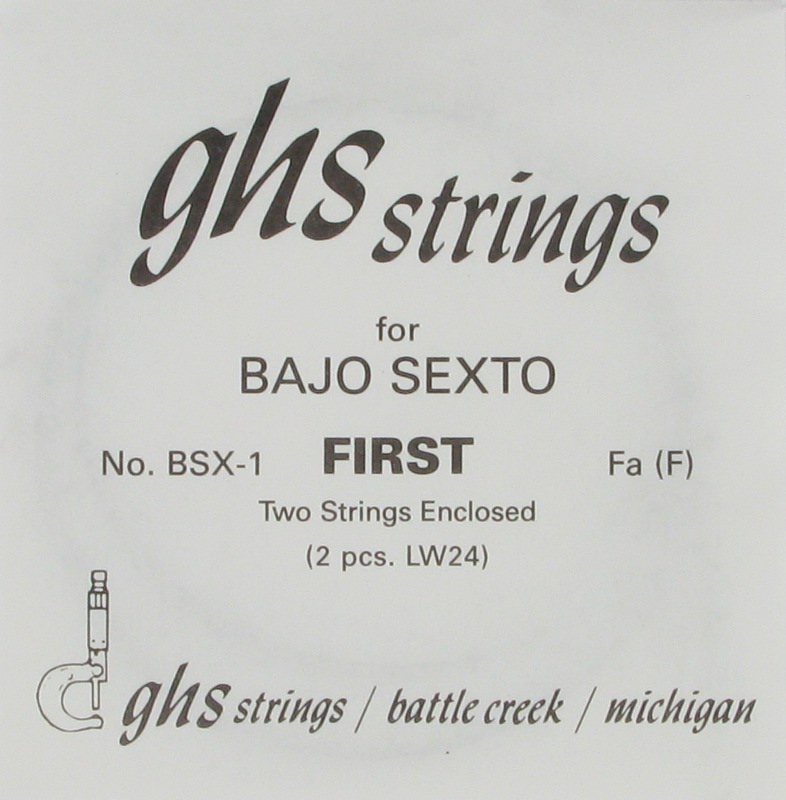 ghs strings
for
BAJO SEXTO
No. BSX-1 FIRST Fa (F)
Two Strings Enclosed
(2 pcs. LW24)
ghs strings / battle creek / michigan